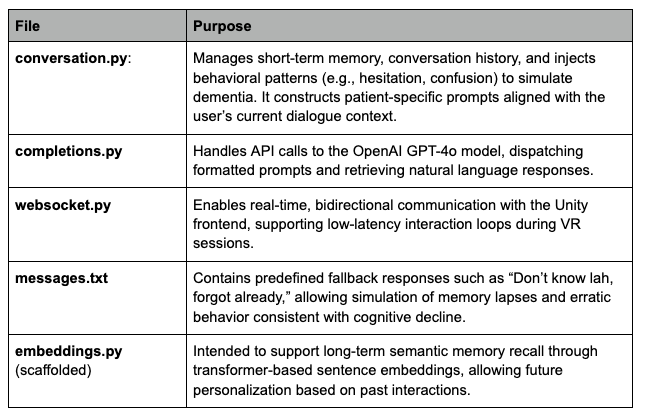 File Purpose
conversation.py: Manages short-term memory, conversation history, and injects
behavioral patterns (e.g., hesitation, confusion) to simulate
dementia. It constructs patient-specific prompts aligned with the
user's current dialogue context.
completions.py Handles API calls to the OpenAI GPT-4o model, dispatching
formatted prompts and retrieving natural language responses.
websocket.py Enables real-time, bidirectional communication with the Unity
frontend, supporting low-latency interaction loops during VR
sessions.
messages.txt Contains predefined fallback responses such as “Don't know lah,
forgot already,” allowing simulation of memory lapses and erratic
behavior consistent with cognitive decline.
embeddings.py Intended to support long-term semantic memory recall through
(scaffolded) transformer-based sentence embeddings, allowing future
personalization based on past interactions.